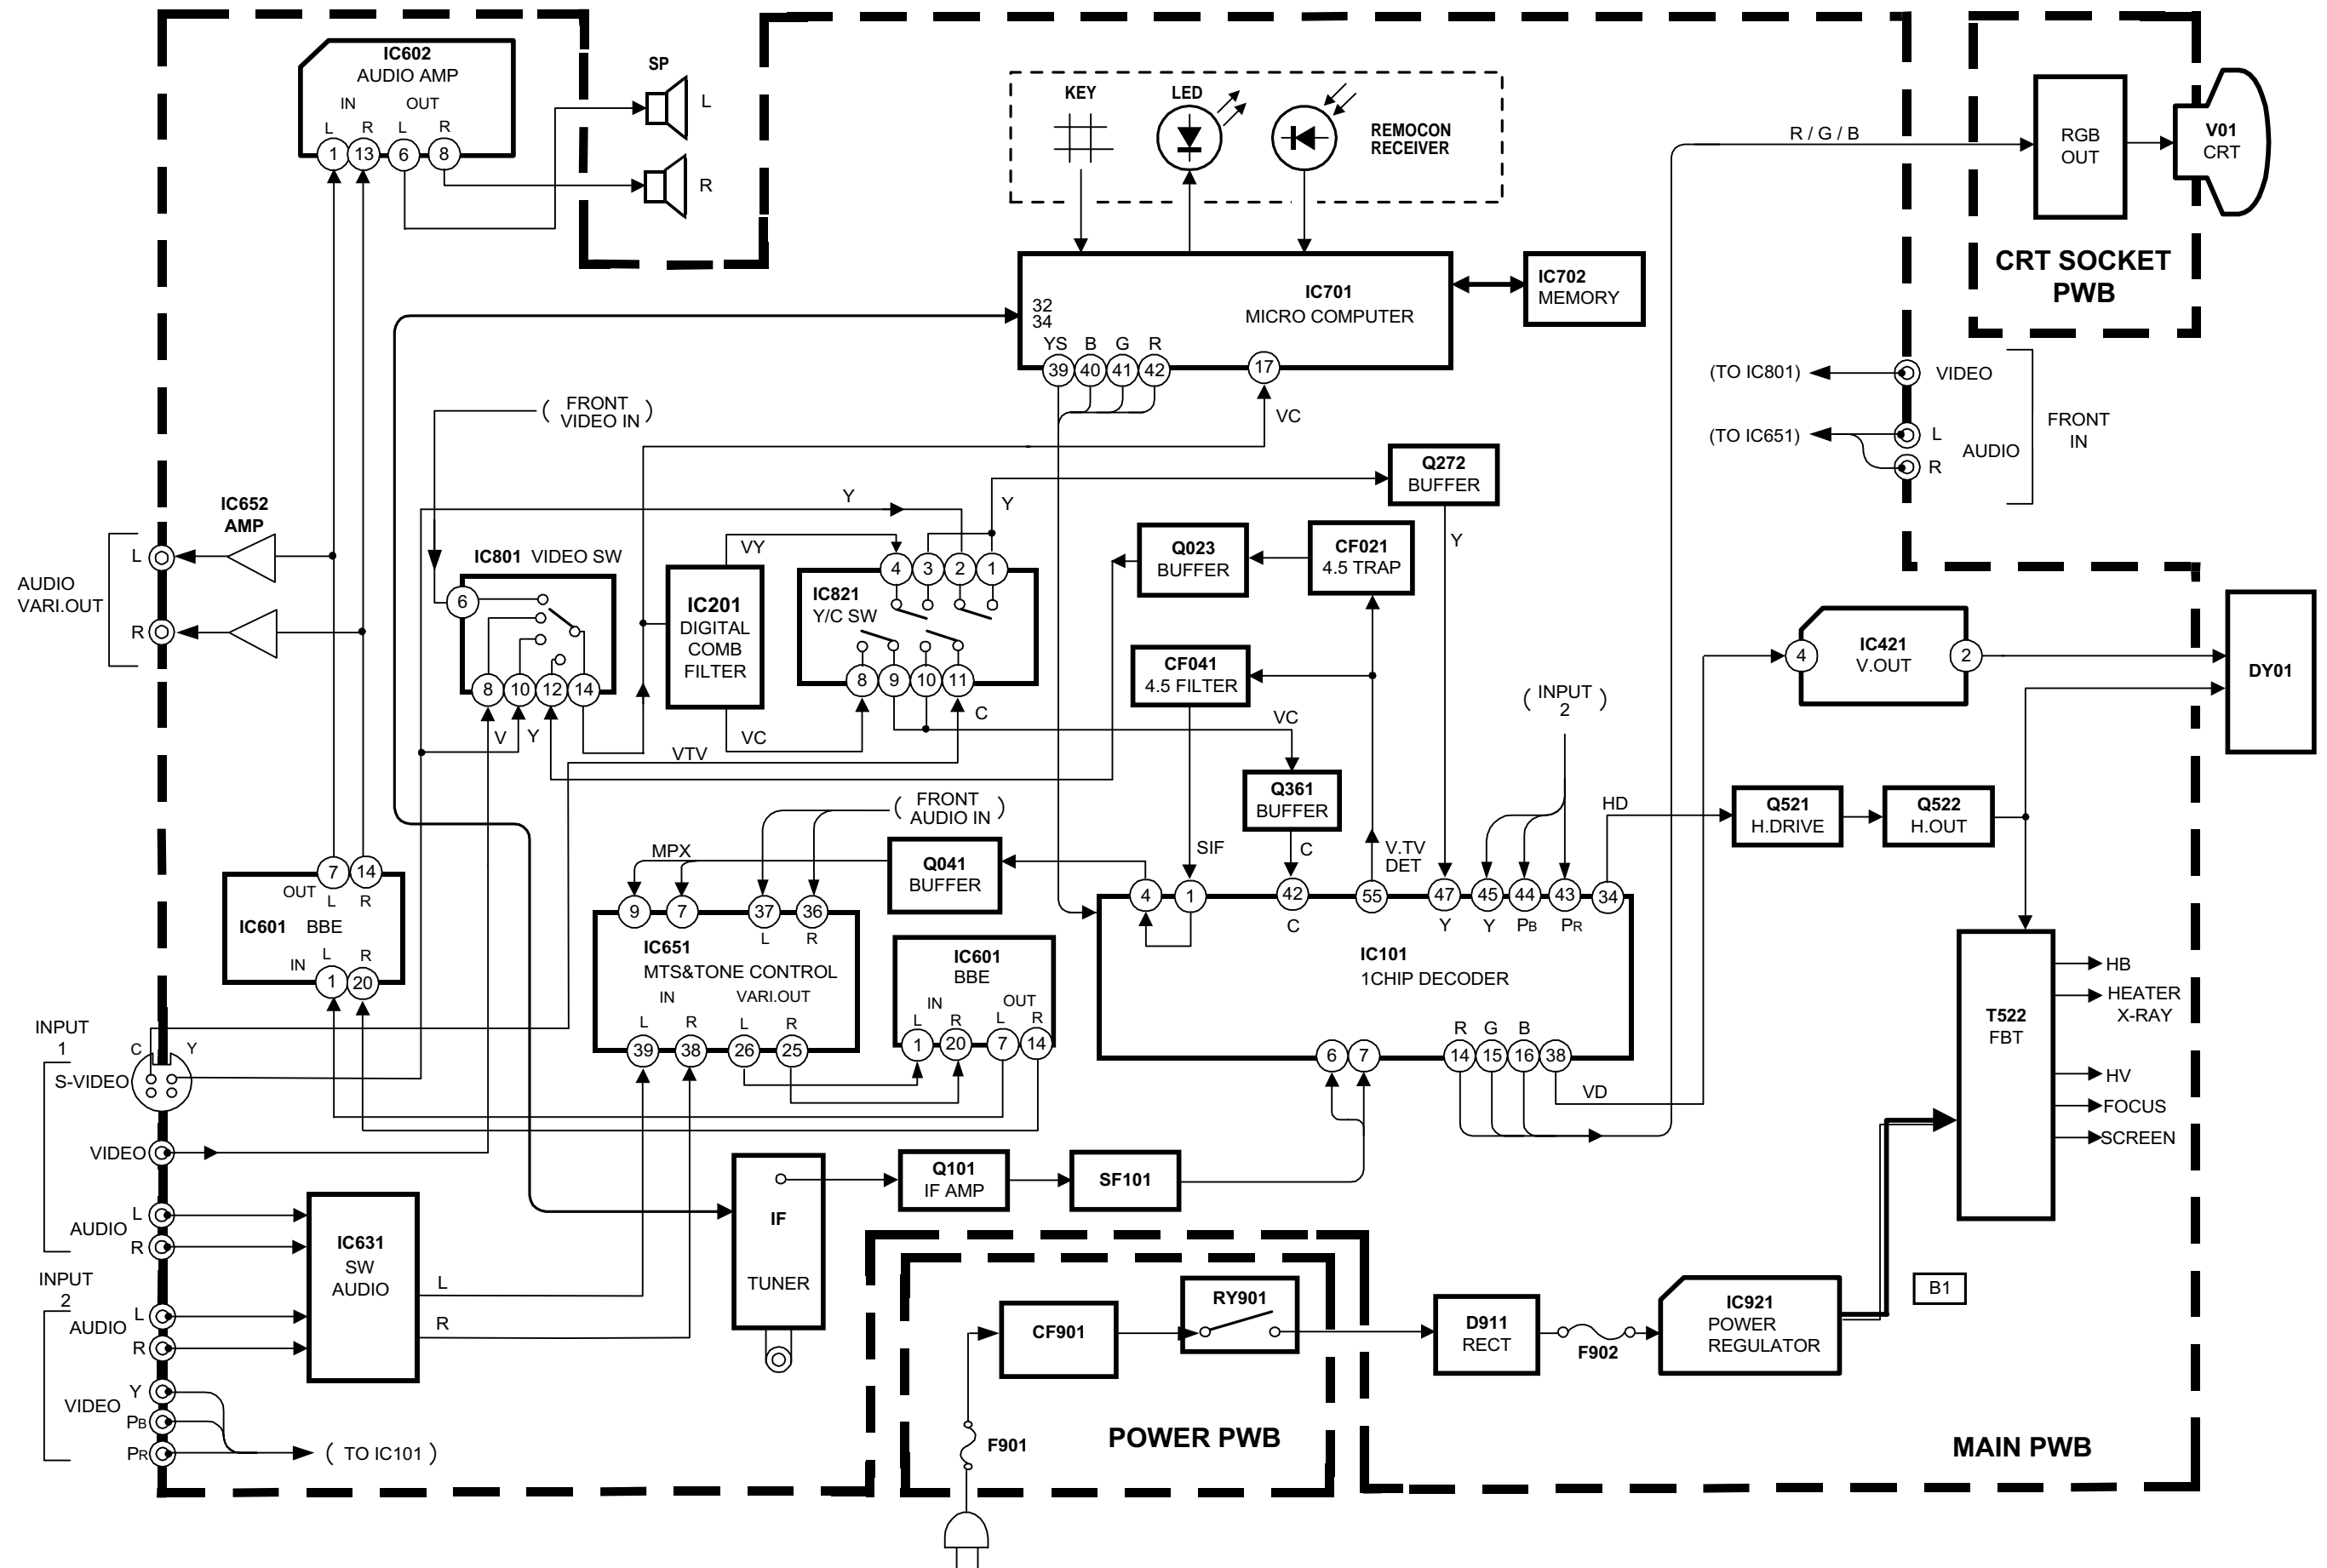 IC602
AUDIO AMP
IN OUT
L R L R
1 13 6 8
SP
L
R
KEY
LED
REMOCON
RECEIVER
R / G / B
RGB
OUT
V01
CRT
CRT SOCKET
PWB
IC701
MICRO COMPUTER
32
34
YS B G R
39 40 41 42
17
VC
IC702
MEMORY
(TO IC801)
VIDEO
(TO IC651)
L
AUDIO
R
FRONT
IN
( FRONT
VIDEO IN )
Y
Y
Q272
BUFFER
Y
IC652
AMP
AUDIO
VARI.OUT
L
R
IC801 VIDEO SW
6
8 10 12 14
V Y
VTV
VY
IC201
DIGITAL
COMB
FILTER
VC
IC821
Y/C SW
4 3 2 1
8 9 10 11
C
VC
Q023
BUFFER
CF021
4.5 TRAP
CF041
4.5 FILTER
Q361
BUFFER
C
SIF
V.TV
DET
( INPUT )
2
IC421
V.OUT
4
2
DY01
HD
Q521
H.DRIVE
Q522
H.OUT
( FRONT
AUDIO IN )
MPX
Q041
BUFFER
9 7 37 36
L R
IC651
MTS&TONE CONTROL
IN VARI.OUT
L R L R
39 38 26 25
IC601
BBE
IN OUT
L R L R
1 20 7 14
4 1 42 55 47 45 44 43 34
C Y Y PB PR
IC101
1CHIP DECODER
R G B
6 7 14 15 16 38
VD
7 14
OUT L R
IC601 BBE
IN L R
1 20
T522
FBT
HB
HEATER
X-RAY
HV
FOCUS
SCREEN
INPUT
1
C Y
S-VIDEO
VIDEO
L
AUDIO
R
INPUT
2
L
AUDIO
R
Y
VIDEO
PB
PR
( TO IC101 )
IC631
SW
AUDIO
L
R
IF
TUNER
Q101
IF AMP
SF101
CF901
RY901
F901
POWER PWB
D911
RECT
F902
IC921
POWER
REGULATOR
B1
MAIN PWB